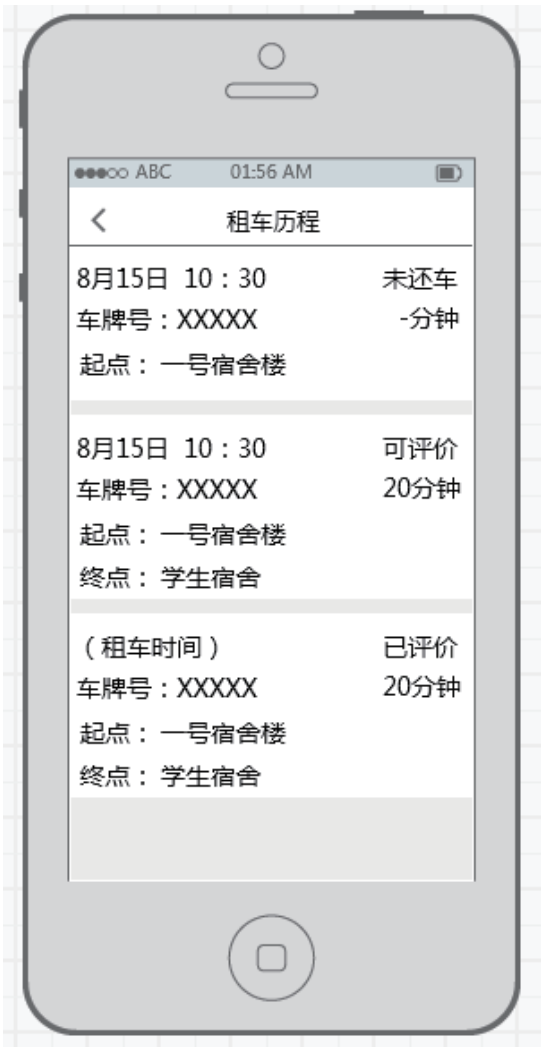 ABC 01:56 AM
租车历程
8月15日 10：30 未还车
车牌号：XXXXX -分钟
起点：一号宿舍楼
8月15日 10：30 可评价
车牌号：XXXXX 20分钟
起点：一号宿舍楼
终点：学生宿舍
（租车时间） 已评价
车牌号：XXXXX 20分钟
起点：一号宿舍楼
终点：学生宿舍